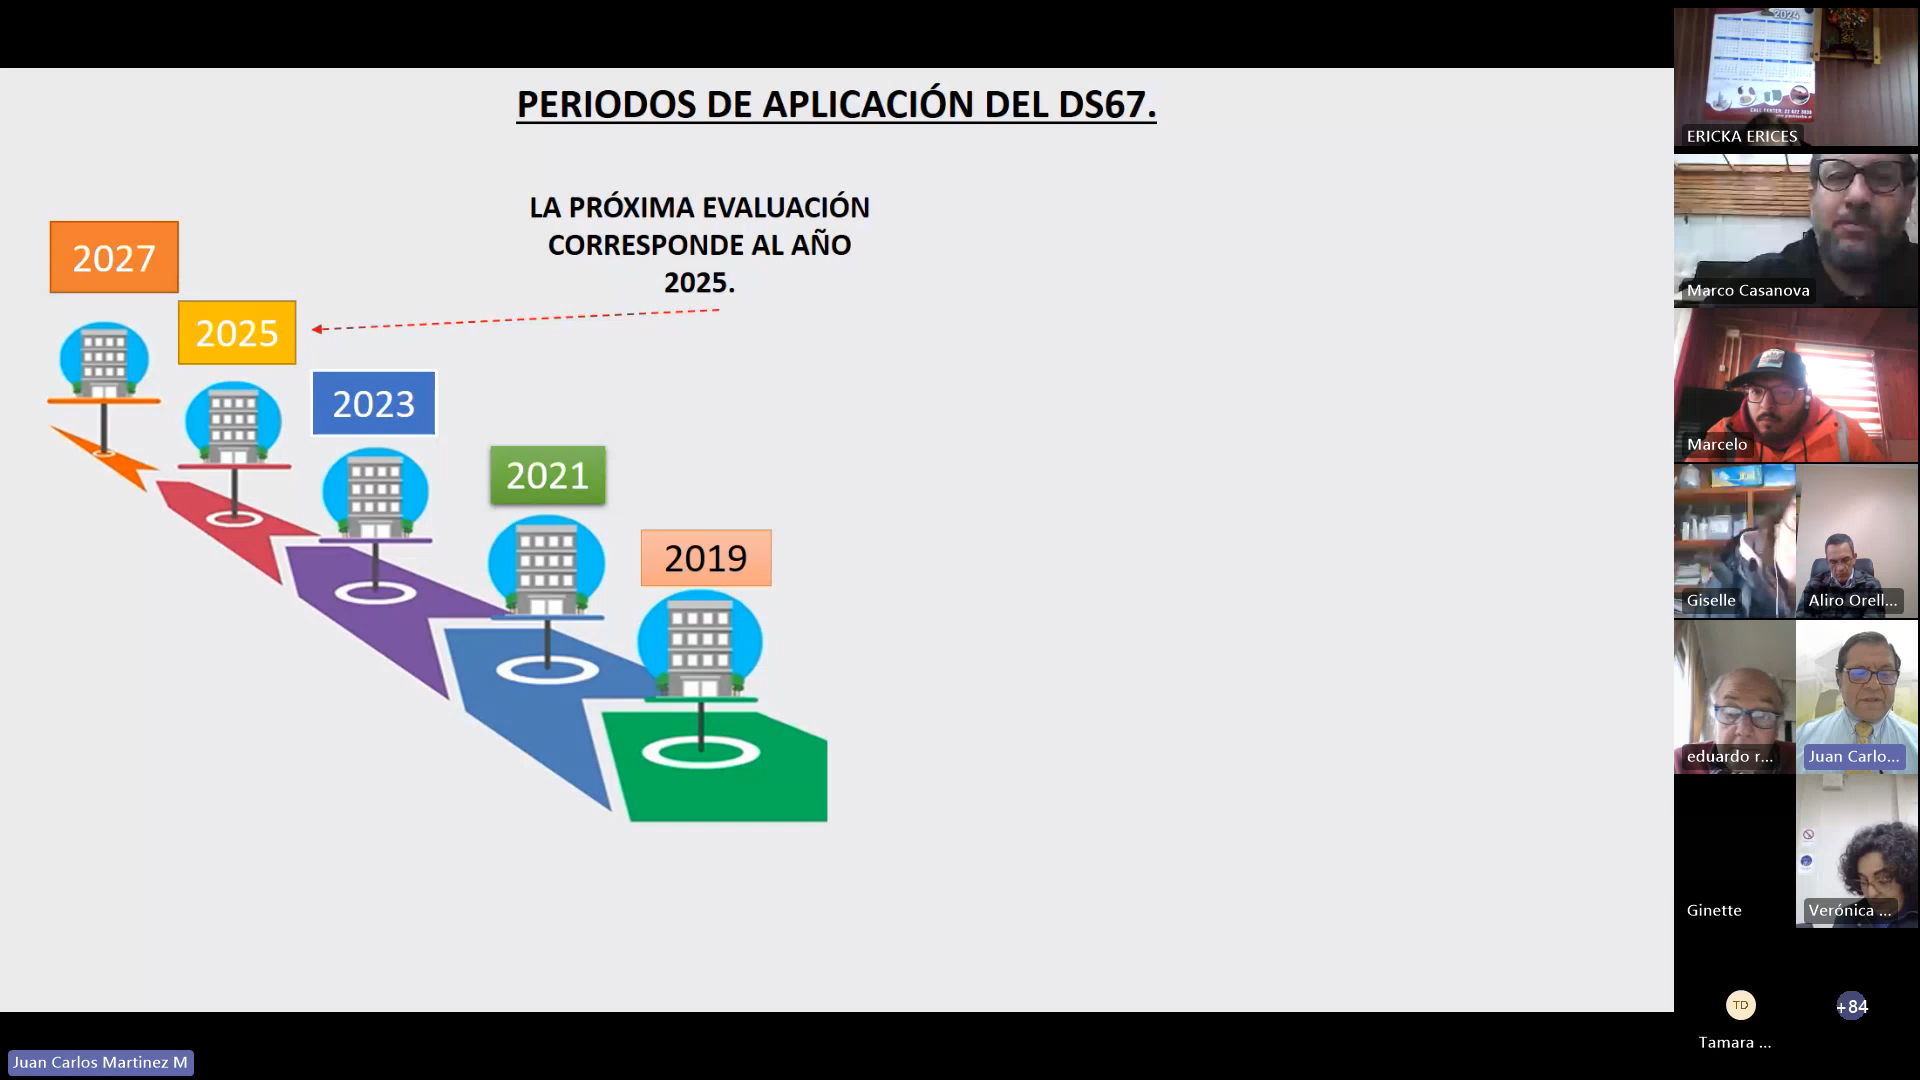 PERIODOS DE APLICACIÓN DEL DS67.
LA PRÓXIMA EVALUACIÓN
CORRESPONDE AL AÑO
2025.
2027
2025
2023
2021
2019
2024
ERICKA ERICES
Marco Casanova
Marcelo
Giselle
Aliro Orell...
eduardo r...
Juan Carlo...
Ginette
Verónica ...
TD
+84
Tamara ...
Juan Carlos Martinez M